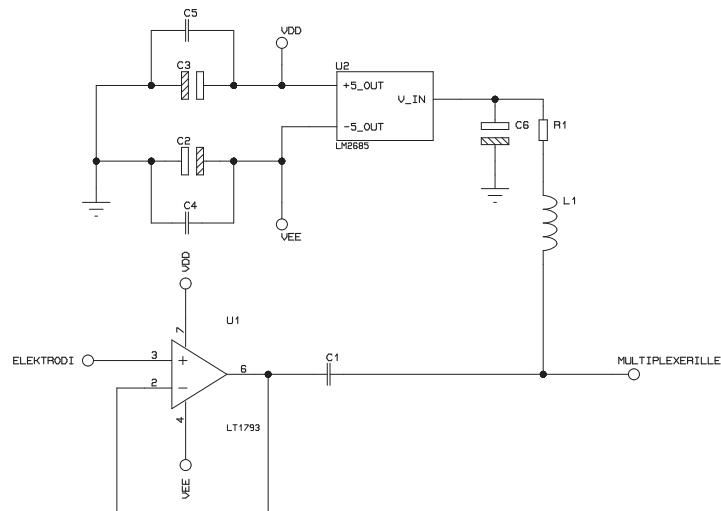 C5
VDD
C3
U2
+5_OUT
V_IN
-5_OUT
LM2685
C6
R1
C2
C4
VEE
L1
VDD
U1
7
ELEKTRODI
3
+
6
C1
MULTIPLEXERILLE
2
-
4
LT1793
VEE